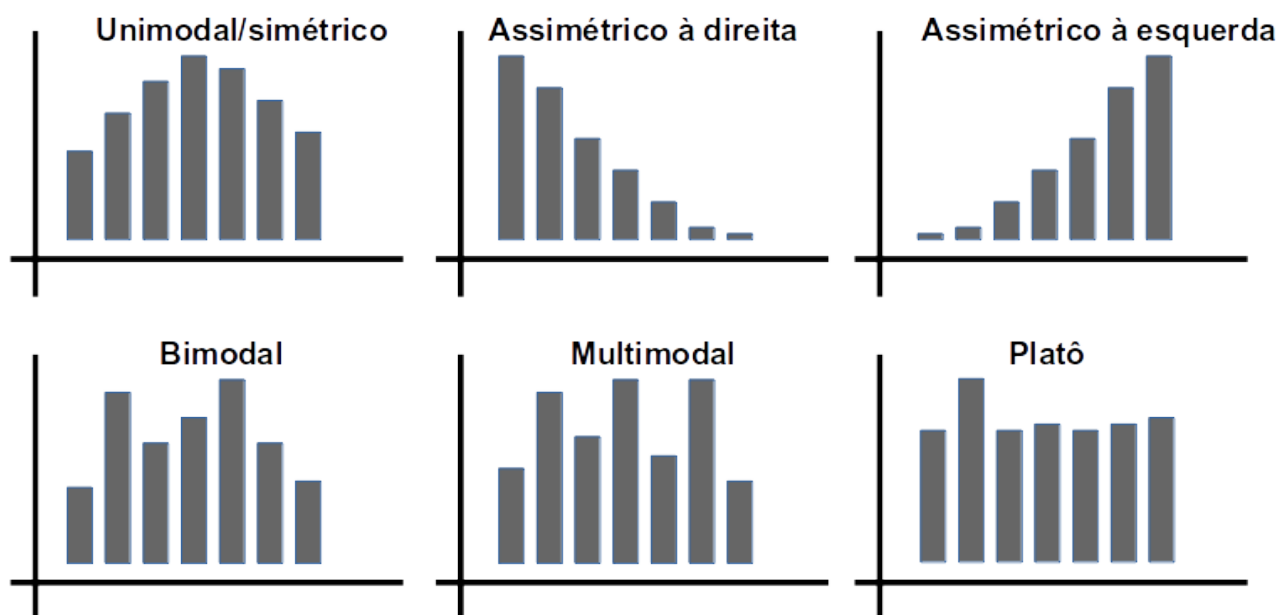 Unimodal/simétrico
Assimétrico à direita
Assimétrico à esquerda
Bimodal
Multimodal
Platô